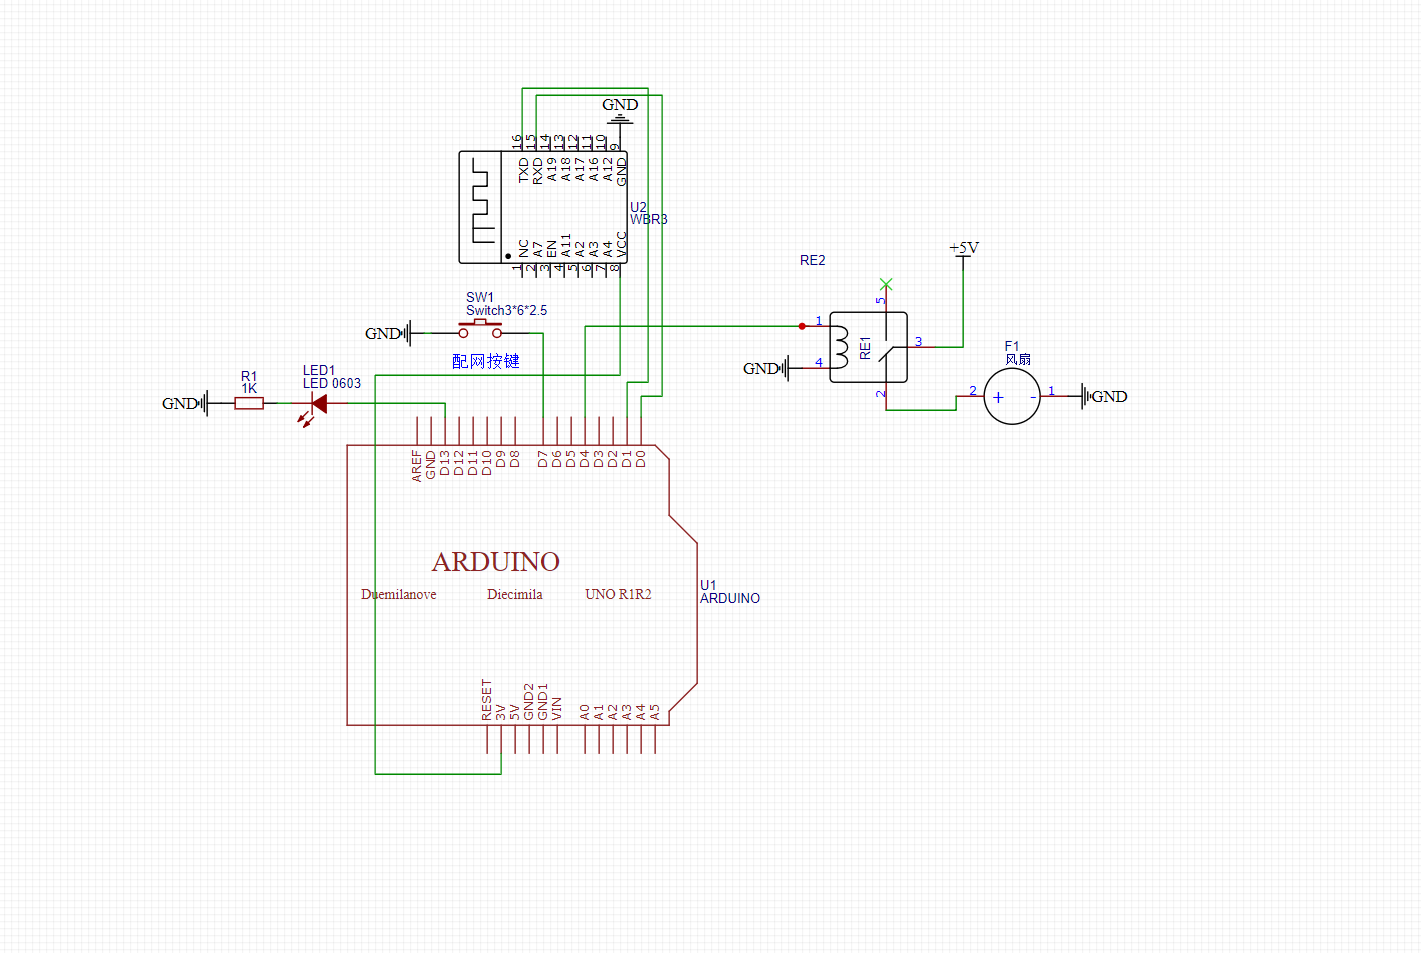 GND
16
15
14
13
12
11
10
9
TXD
RXD
A19
A18
A17
A16
A12
GND
U2
WBR3
NC
A7
EN
A11
A2
A3
A4
VCC
1
2
3
4
5
6
7
8
+5V
RE2
5
SW1
Switch3*6*2.5
GND
1
RE1
3
F1
风扇
配网按键
GND
4
LED1
LED 0603
R1
1K
2
2
+
-
1
GND
GND
AREF
GND
D13
D12
D11
D10
D9
D8
D7
D6
D5
D4
D3
D2
D1
D0
ARDUINO
Duemilanove
Diecimila
UNO R1R2
U1
ARDUINO
RESET
3V
5V
GND2
GND1
VIN
A0
A1
A2
A3
A4
A5